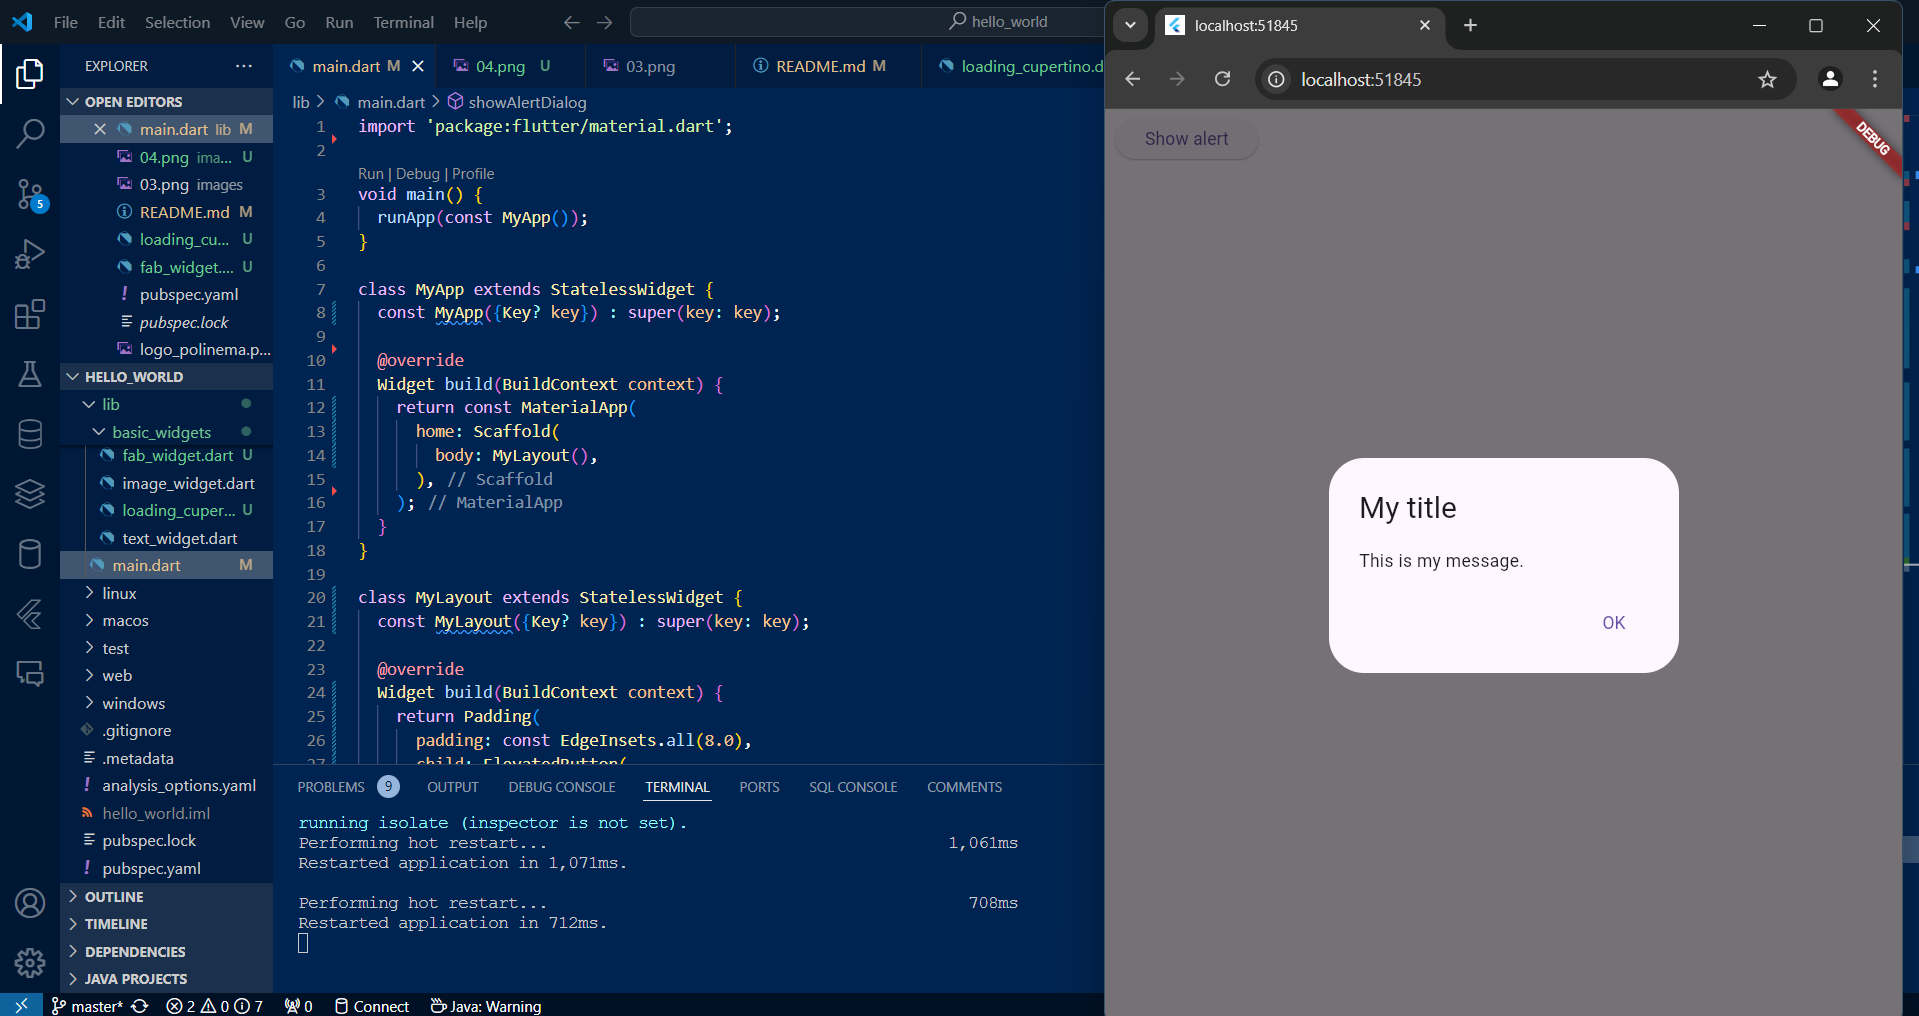 File Edit Selection View Go Run Terminal Help
hello_world
EXPLORER
OPEN EDITORS
main.dart lib M
04.png ima... U
03.png images
README.md M
loading_cu... U
fab_widget.... U
pubspec.yaml
pubspec.lock
logo_polinema.p...
HELLO_WORLD
lib
basic_widgets
fab_widget.dart U
image_widget.dart
loading_cuper... U
text_widget.dart
main.dart M
linux
macos
test
web
windows
.gitignore
.metadata
analysis_options.yaml
hello_world.iml
pubspec.lock
pubspec.yaml
OUTLINE
TIMELINE
DEPENDENCIES
JAVA PROJECTS
5
main.dart M
04.png U
03.png
README.md M
loading_cupertino.d
lib > main.dart > showAlertDialog
1 import 'package:flutter/material.dart';
2
Run | Debug | Profile
3 void main() {
4 runApp(const MyApp());
5 }
6
7 class MyApp extends StatelessWidget {
8 const MyApp({Key? key}) : super(key: key);
9
10 @override
11 Widget build(BuildContext context) {
12 return const MaterialApp(
13 home: Scaffold(
14 body: MyLayout(),
15 ), // Scaffold
16 ); // MaterialApp
17 }
18 }
19
20 class MyLayout extends StatelessWidget {
21 const MyLayout({Key? key}) : super(key: key);
22
23 @override
24 Widget build(BuildContext context) {
25 return Padding(
26 padding: const EdgeInsets.all(8.0),
27 child: ElevatedButton(
PROBLEMS 9 OUTPUT DEBUG CONSOLE TERMINAL PORTS SQL CONSOLE COMMENTS
running isolate (inspector is not set).
Performing hot restart... 1,061ms
Restarted application in 1,071ms.
Performing hot restart... 708ms
Restarted application in 712ms.
master* 2 0 7 0 Connect Java: Warning
localhost:51845
localhost:51845
Show alert
DEBUG
My title
This is my message.
OK